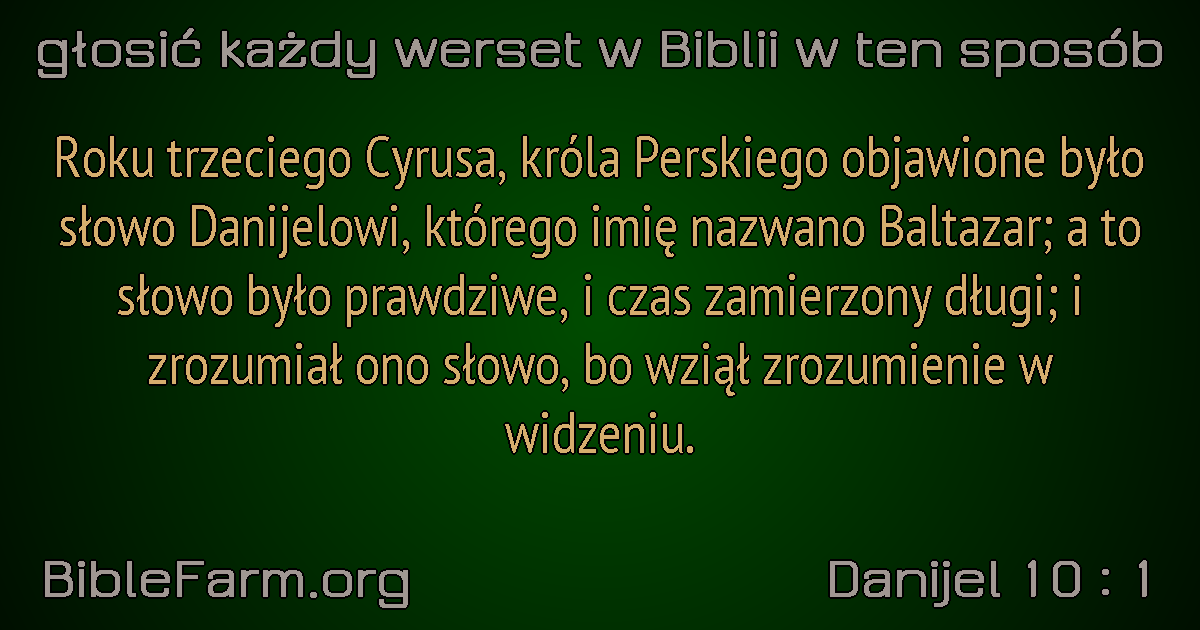 głosić każdy werset w Biblii w ten sposób
Roku trzeciego Cyrusa, króla Perskiego objawione było
słowo Danijelowi, którego imię nazwano Baltazar; a to
słowo było prawdziwe, i czas zamierzony długi; i
zrozumiał ono słowo, bo wziął zrozumienie w
widzeniu.
BibleFarm.org
Danijel 10 : 1